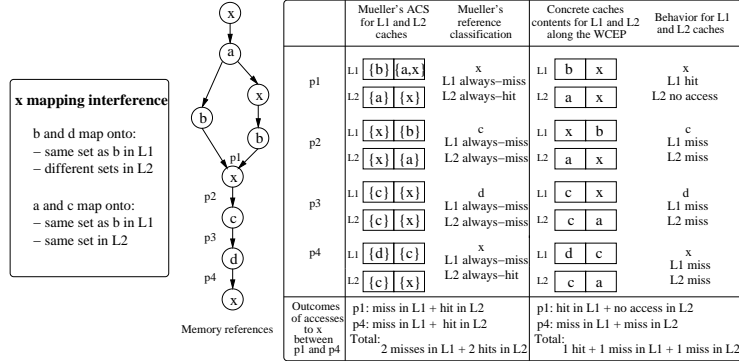 x mapping interference
b and d map onto:
– same set as b in L1
– different sets in L2
a and c map onto:
– same set as b in L1
– same set in L2
x
a
x
b
b
p1
x
p2
c
p3
d
p4
x
Memory references
Mueller's ACS for L1 and L2 caches
Mueller's reference classification
Concrete caches contents for L1 and L2 along the WCEP
Behavior for L1 and L2 caches
p1
L1 {b} {a,x}
L2 {a} {x}
x
L1 always–miss
L2 always–hit
L1 b x
L2 a x
x
L1 hit
L2 no access
p2
L1 {x} {b}
L2 {x} {a}
c
L1 always–miss
L2 always–miss
L1 x b
L2 a x
c
L1 miss
L2 miss
p3
L1 {c} {x}
L2 {c} {x}
d
L1 always–miss
L2 always–miss
L1 c x
L2 c a
d
L1 miss
L2 miss
p4
L1 {d} {c}
L2 {c} {x}
x
L1 always–miss
L2 always–hit
L1 d c
L2 c a
x
L1 miss
L2 miss
Outcomes of accesses to x between p1 and p4
p1: miss in L1 + hit in L2
p4: miss in L1 + hit in L2
Total:
2 misses in L1 + 2 hits in L2
p1: hit in L1 + no access in L2
p4: miss in L1 + miss in L2
Total:
1 hit + 1 miss in L1 + 1 miss in L2